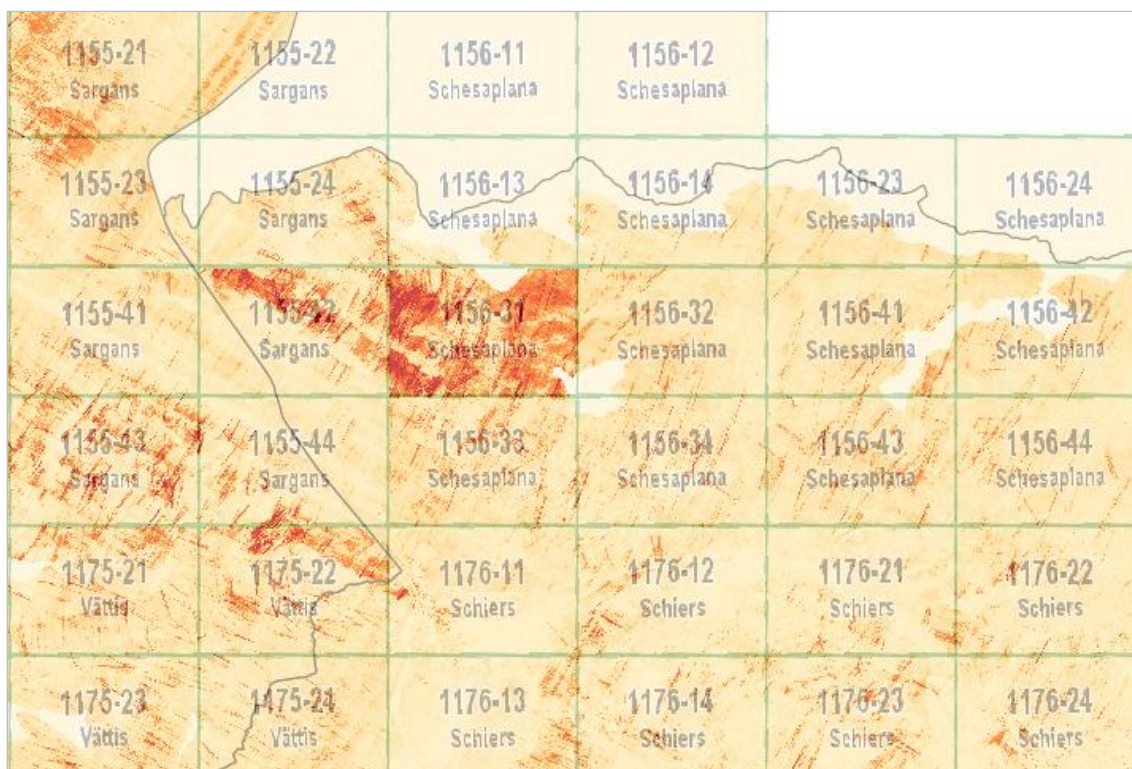 1155-21
Sargans
1155-22
Sargans
1156-11
Schesaplana
1156-12
Schesaplana
1155-23
Sargans
1155-24
Sargans
1156-13
Schesaplana
1156-14
Schesaplana
1156-23
Schesaplana
1156-24
Schesaplana
1155-41
Sargans
1155-42
Sargans
1156-31
Schesaplana
1156-32
Schesaplana
1156-41
Schesaplana
1156-42
Schesaplana
1155-43
Sargans
1155-44
Sargans
1156-33
Schesaplana
1156-34
Schesaplana
1156-43
Schesaplana
1156-44
Schesaplana
1175-21
Vättis
1175-22
Vättis
1176-11
Schiers
1176-12
Schiers
1176-21
Schiers
1176-22
Schiers
1175-23
Vättis
1175-24
Vättis
1176-13
Schiers
1176-14
Schiers
1176-23
Schiers
1176-24
Schiers